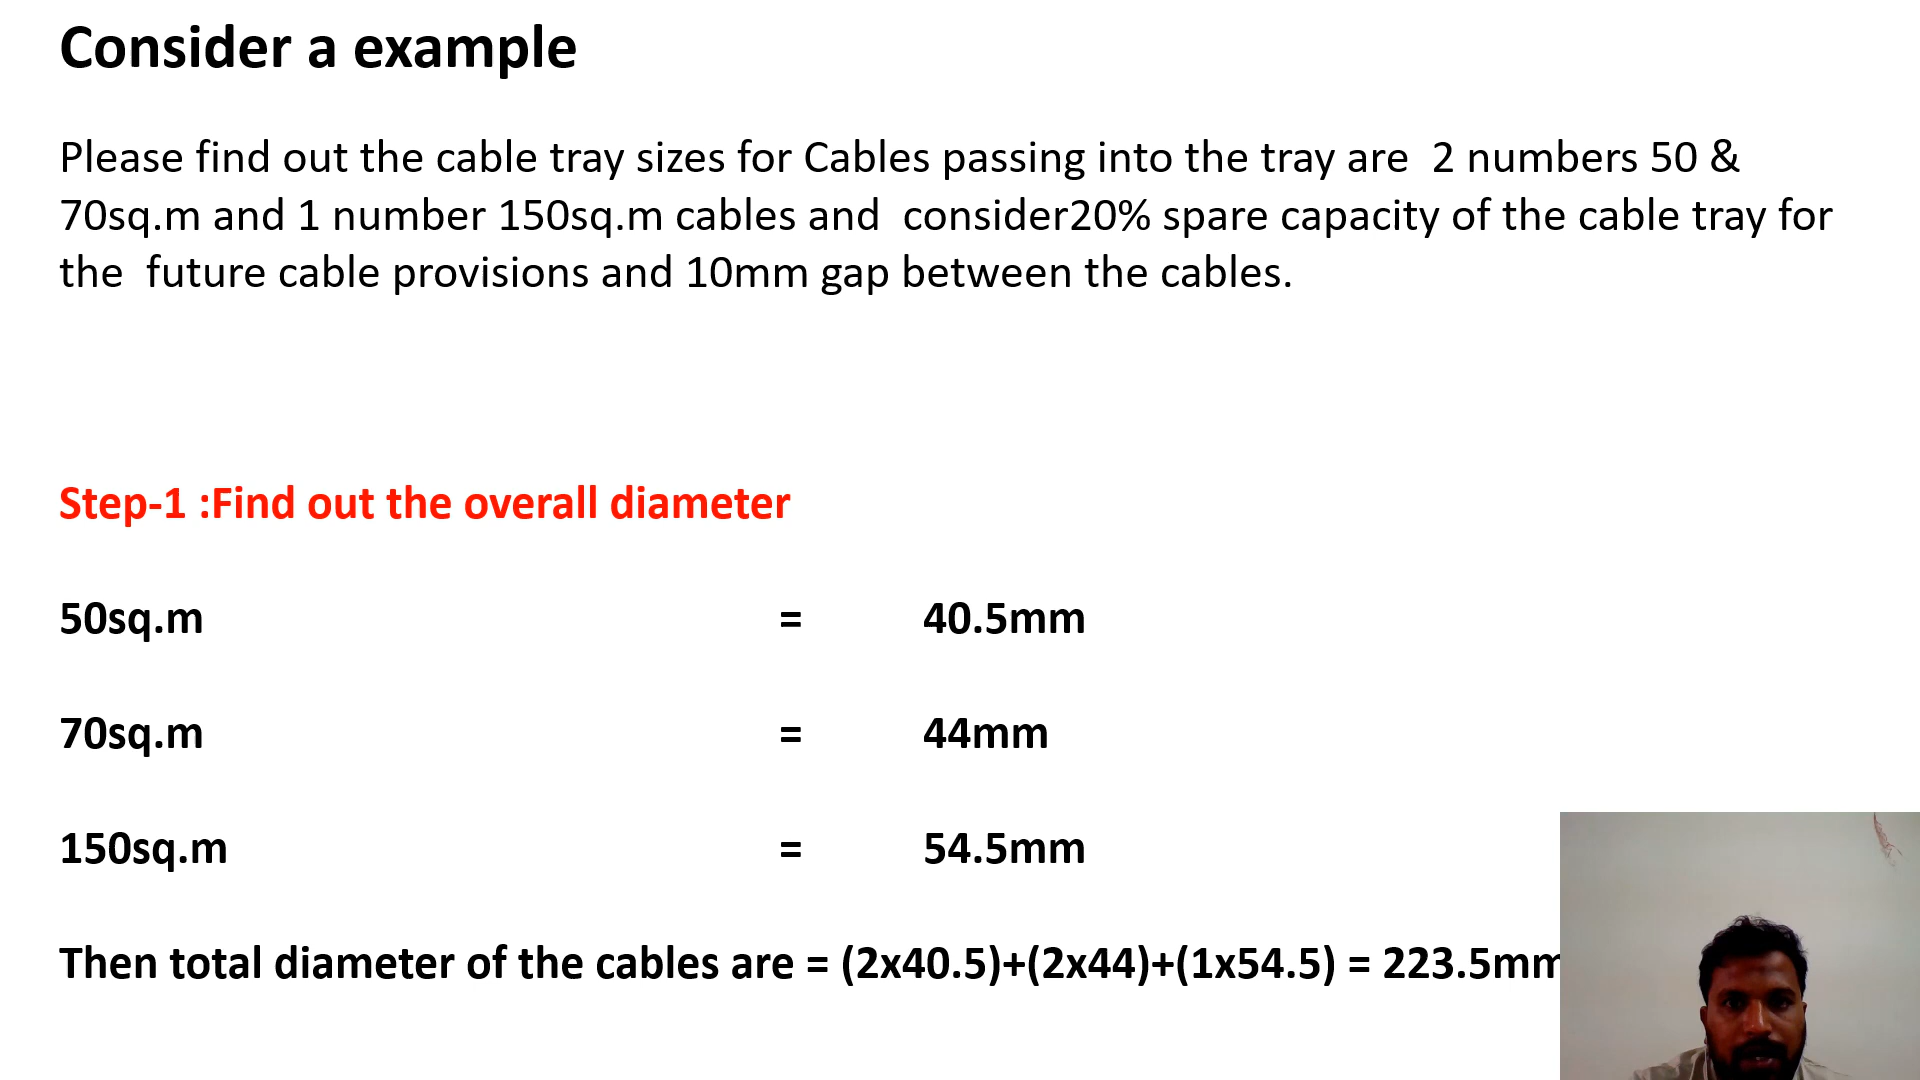 Consider a example
Please find out the cable tray sizes for Cables passing into the tray are 2 numbers 50 &
70sq.m and 1 number 150sq.m cables and consider20% spare capacity of the cable tray for
the future cable provisions and 10mm gap between the cables.
Step-1 :Find out the overall diameter
50sq.m = 40.5mm
70sq.m = 44mm
150sq.m = 54.5mm
Then total diameter of the cables are = (2x40.5)+(2x44)+(1x54.5) = 223.5mm